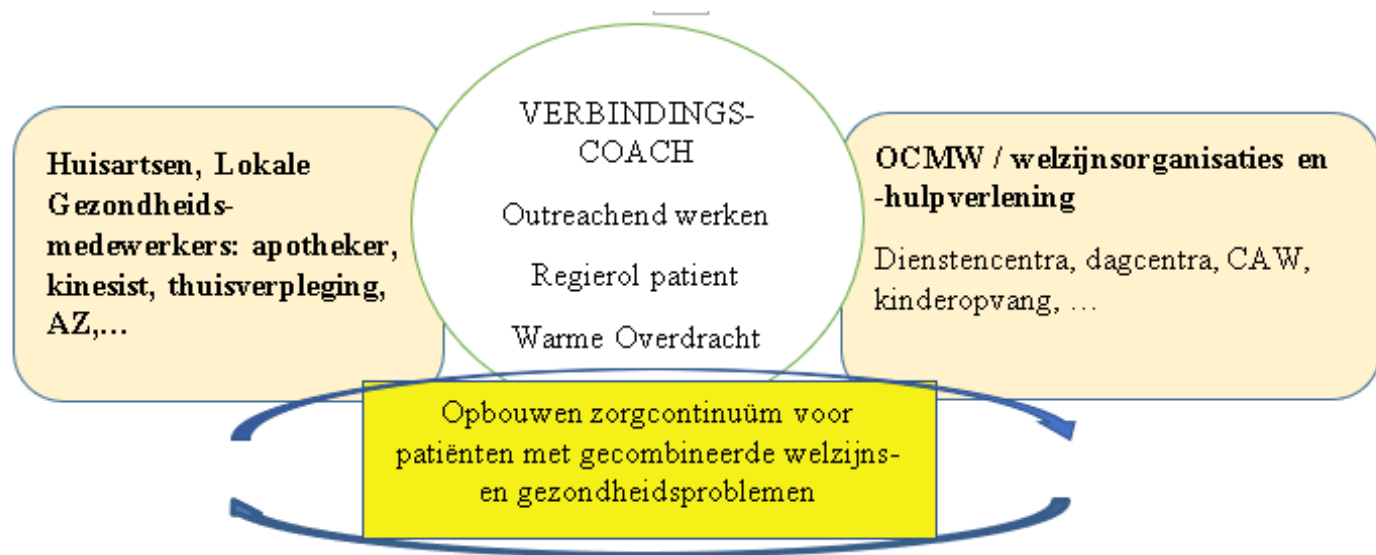 Huisartsen, Lokale
Gezondheids-
medewerkers: apotheker,
kinesist, thuisverpleging,
AZ,...
VERBINDINGS-
COACH
Outreachend werken
Regierol patient
Warme Overdracht
OCMW / welzijnsorganisaties en
-hulpverlening
Dienstencentra, dagcentra, CAW,
kinderopvang, ...
Opbouwen zorgcontinuüm voor
patiënten met gecombineerde welzijns-
en gezondheidsproblemen